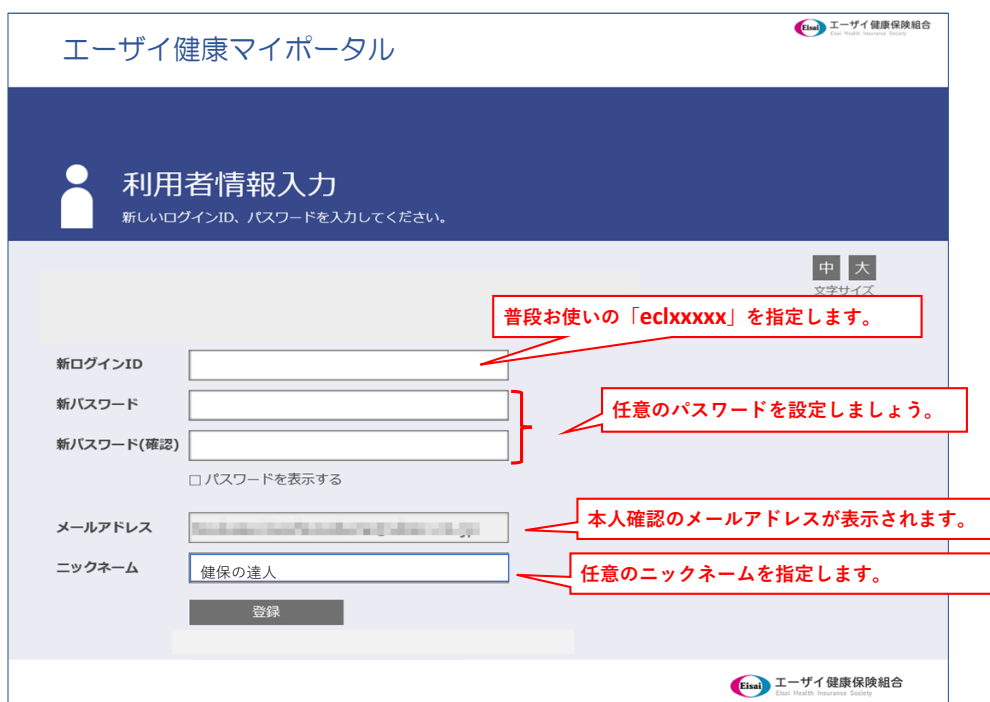 エーザイ健康マイポータル
Eisai エーザイ健康保険組合
Eisai Health Insurance Society
利用者情報入力
新しいログインID、パスワードを入力してください。
中 大
文字サイズ
普段お使いの「eclxxxxx」を指定します。
新ログインID
新パスワード
任意のパスワードを設定しましょう。
新パスワード(確認)
パスワードを表示する
メールアドレス
本人確認のメールアドレスが表示されます。
ニックネーム
健保の達人
任意のニックネームを指定します。
登録
Eisai エーザイ健康保険組合
Eisai Health Insurance Society